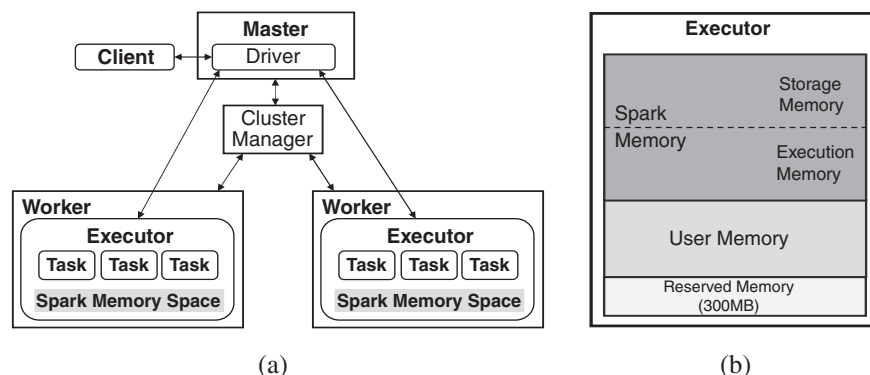 Master
Client
Driver
Cluster
Manager
Worker
Executor
Task Task Task
Spark Memory Space
Worker
Executor
Task Task Task
Spark Memory Space
(a)
Executor
Storage
Memory
Spark
Memory
Execution
Memory
User Memory
Reserved Memory
(300MB)
(b)